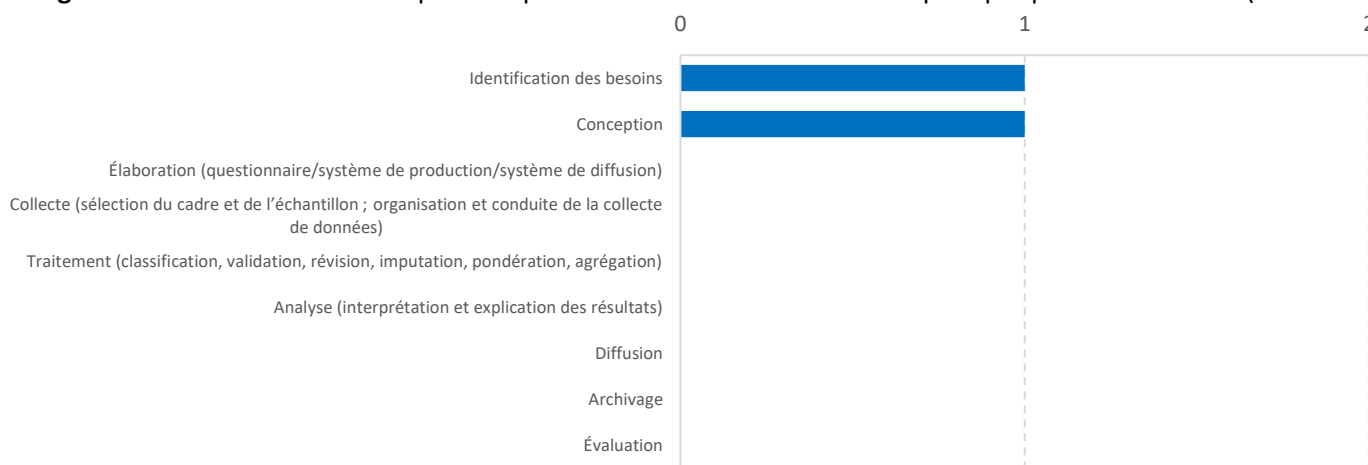 0 1 2
Identification des besoins
Conception
Élaboration (questionnaire/système de production/système de diffusion)
Collecte (sélection du cadre et de l’échantillon ; organisation et conduite de la collecte
de données)
Traitement (classification, validation, révision, imputation, pondération, agrégation)
Analyse (interprétation et explication des résultats)
Diffusion
Archivage
Évaluation